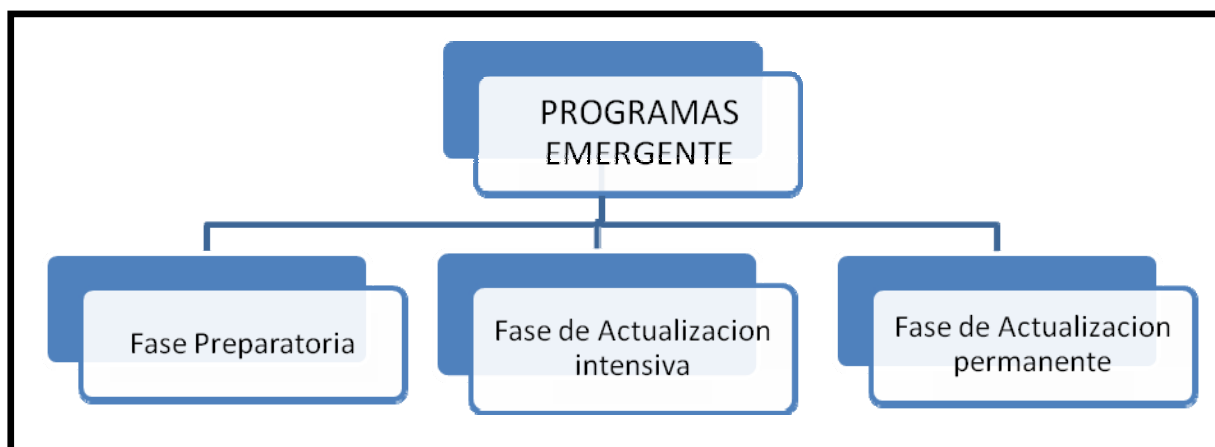 PROGRAMAS
EMERGENTE
Fase Preparatoria
Fase de Actualizacion
intensiva
Fase de Actualizacion
permanente